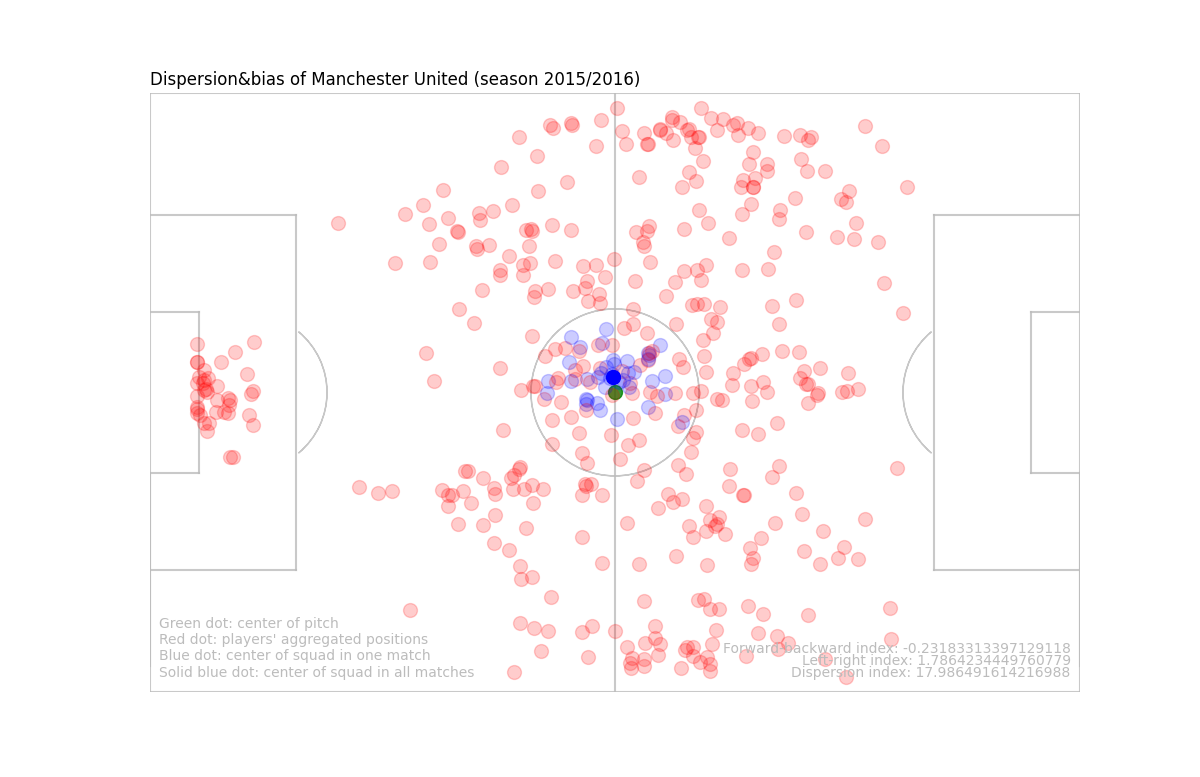 Dispersion&bias of Manchester United (season 2015/2016)
Green dot: center of pitch
Red dot: players' aggregated positions
Blue dot: center of squad in one match
Solid blue dot: center of squad in all matches
Forward-backward index: -0.23183313397129118
Left-right index: 1.7864234449760779
Dispersion index: 17.986491614216988